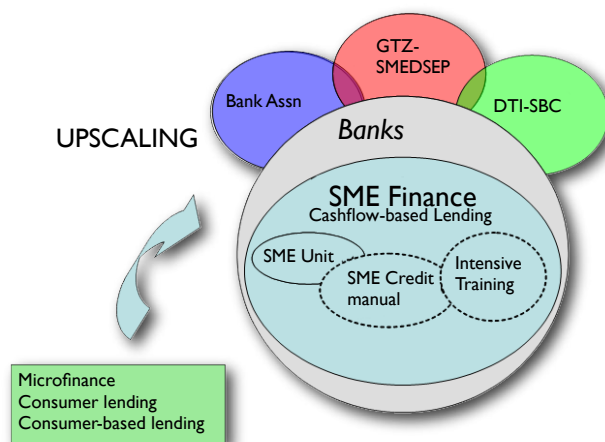 GTZ-
SMEDSEP
Bank Assn
DTI-SBC
UPSCALING
Banks
SME Finance
Cashflow-based Lending
SME Unit
SME Credit
manual
Intensive
Training
Microfinance
Consumer lending
Consumer-based lending